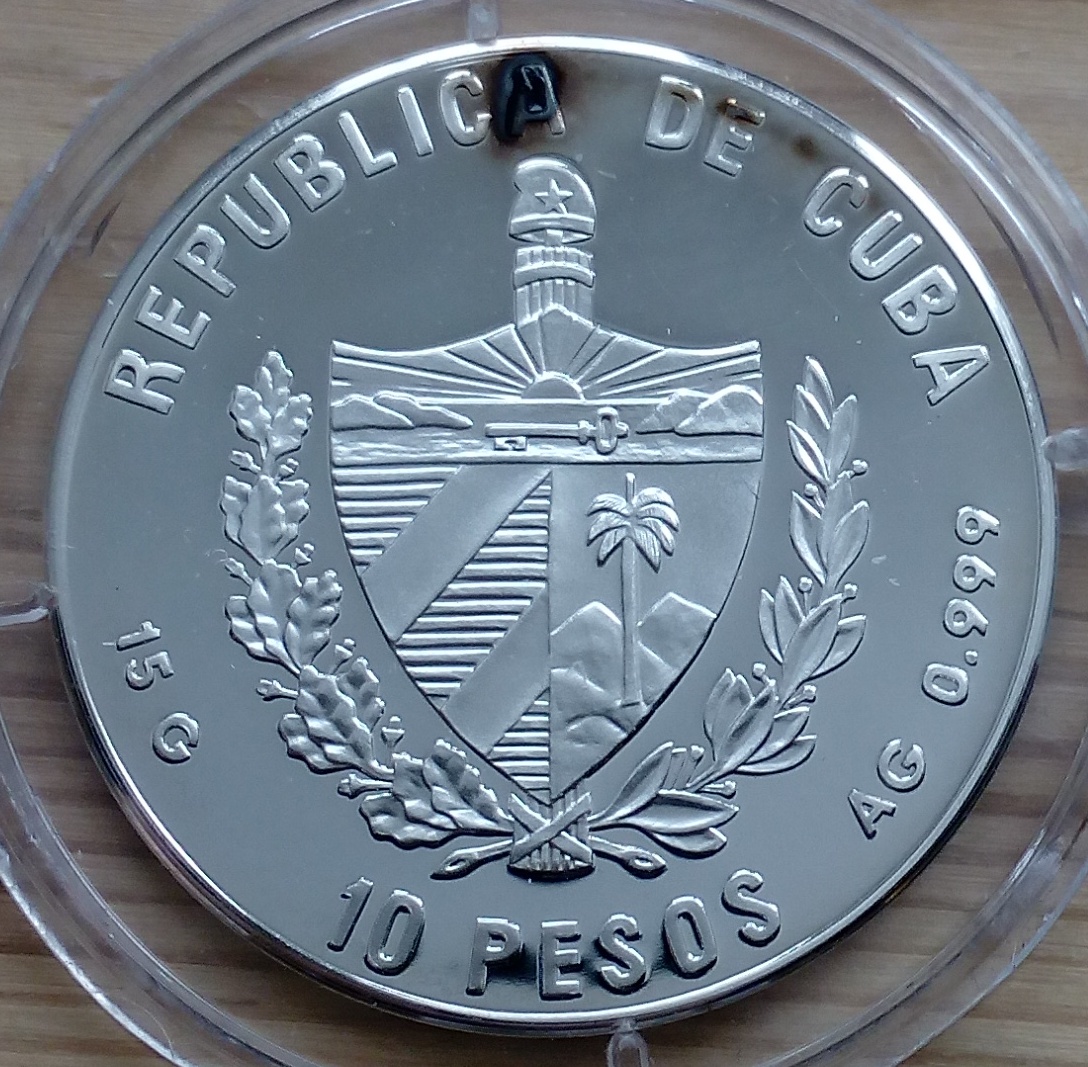 REPUBLICA DE CUBA
15 G
AG 0.999
10 PESOS